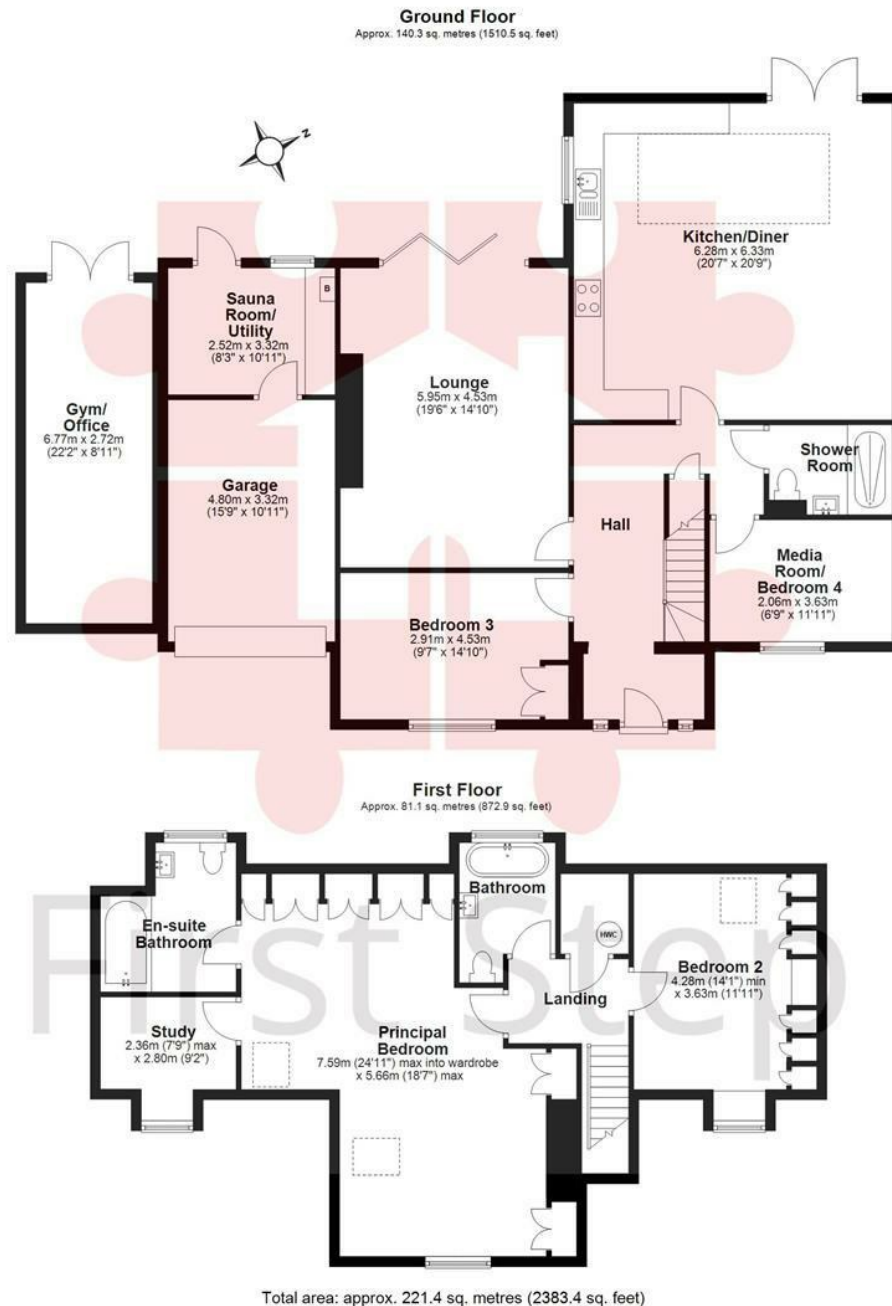 Ground Floor
Approx. 140.3 sq. metres (1510.5 sq. feet)
N
Kitchen/Diner
6.28m x 6.33m
(20'7" x 20'9")
Sauna
Room/
Utility
2.52m x 3.32m
(8'3" x 10'11")
B
Lounge
5.95m x 4.53m
(19'6" x 14'10")
Gym/
Office
6.77m x 2.72m
(22'2" x 8'11")
Garage
4.80m x 3.32m
(15'9" x 10'11")
Shower
Room
Hall
Media
Room/
Bedroom 4
2.06m x 3.63m
(6'9" x 11'11")
Bedroom 3
2.91m x 4.53m
(9'7" x 14'10")
First Floor
Approx. 81.1 sq. metres (872.9 sq. feet)
Bathroom
En-suite
Bathroom
HWC
Bedroom 2
4.28m (14'1") min
x 3.63m (11'11")
Landing
First Step
Study
2.36m (7'9") max
x 2.80m (9'2")
Principal
Bedroom
7.59m (24'11") max into wardrobe
x 5.66m (18'7") max
Total area: approx. 221.4 sq. metres (2383.4 sq. feet)